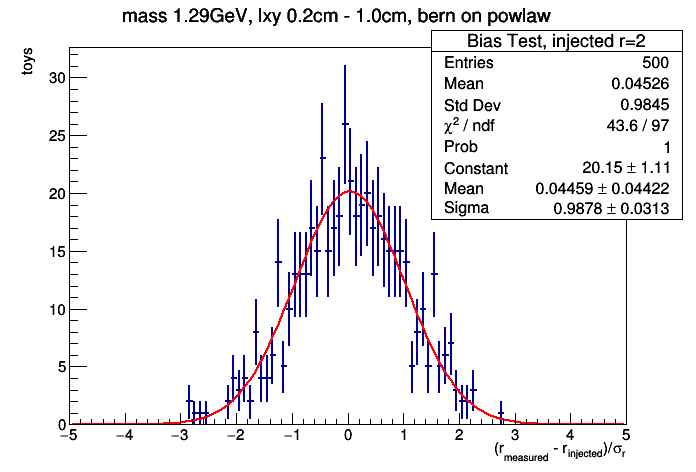 mass 1.29GeV, lxy 0.2cm - 1.0cm, bern on powlaw
Bias Test, injected r=2
Entries 500
Mean 0.04526
Std Dev 0.9845
χ² / ndf 43.6 / 97
Prob 1
Constant 20.15 ± 1.11
Mean 0.04459 ± 0.04422
Sigma 0.9878 ± 0.0313
toys
30
25
20
15
10
5
0
−5 −4 −3 −2 −1 0 1 2 3 4 5
(r_measured - r_injected)/σ_r